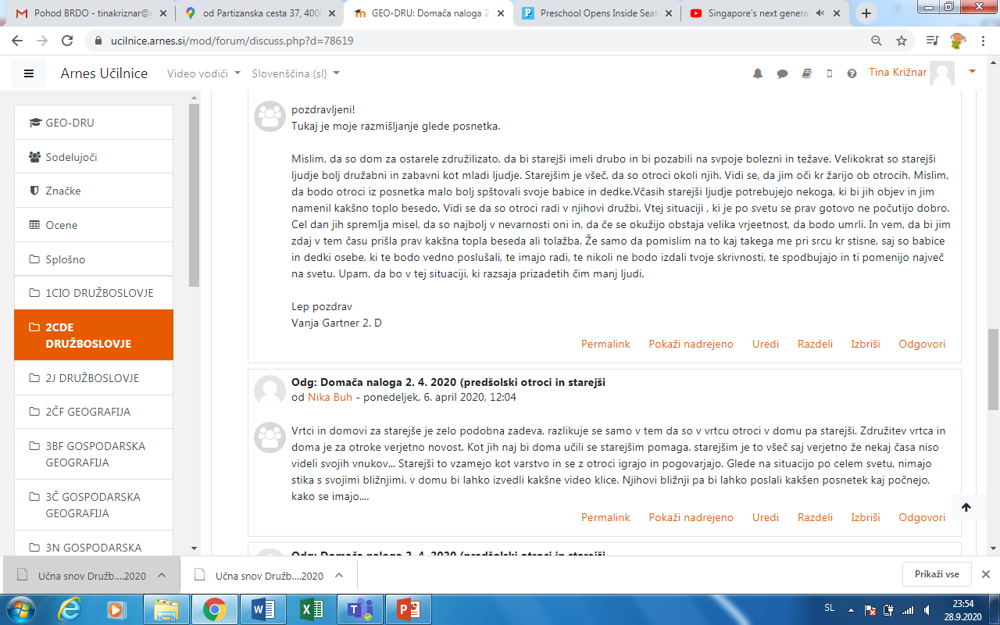 Pohod BRDO - tinakriznar@g
od Partizanska cesta 37, 400
GEO-DRU: Domača naloga 2
Preschool Opens Inside Seat
Singapore's next genera
ucilnice.arnes.si/mod/forum/discuss.php?d=78619
Arnes Učilnice
Video vodiči
Slovenščina (sl)
Tina Križnar
GEO-DRU
Sodelujoči
Značke
Ocene
Splošno
1CIO DRUŽBOSLOVJE
2CDE
DRUŽBOSLOVJE
2J DRUŽBOSLOVJE
2ČF GEOGRAFIJA
3BF GOSPODARSKA
GEOGRAFIJA
3Č GOSPODARSKA
GEOGRAFIJA
3N GOSPODARSKA
pozdravljeni!
Tukaj je moje razmišljanje glede posnetka.
Mislim, da so dom za ostarele združilizato, da bi starejši imeli drubo in bi pozabili na svpoje bolezni in težave. Velikokrat so starejši
ljudje bolj družabni in zabavni kot mladi ljudje. Starejšim je všeč, da so otroci okoli njih. Vidi se, da jim oči kr žarijo ob otrocih. Mislim,
da bodo otroci iz posnetka malo bolj spštovali svoje babice in dedke.Včasih starejši ljudje potrebujejo nekoga, ki bi jih objev in jim
namenil kakšno toplo besedo. Vidi se da so otroci radi v njihovi družbi. Vtej situaciji , ki je po svetu se prav gotovo ne počutijo dobro.
Cel dan jih spremlja misel, da so najbolj v nevarnosti oni in, da če se okužijo obstaja velika vrjeetnost, da bodo umrli. In vem, da bi jim
zdaj v tem času prišla prav kakšna topla beseda ali tolažba. Že samo da pomislim na to kaj takega me pri srcu kr stisne, saj so babice
in dedki osebe, ki te bodo vedno poslušali, te imajo radi, te nikoli ne bodo izdali tvoje skrivnosti, te spodbujajo in ti pomenijo največ
na svetu. Upam, da bo v tej situaciji, ki razsaja prizadetih čim manj ljudi.
Lep pozdrav
Vanja Gartner 2. D
Permalink Pokaži nadrejeno Uredi Razdeli Izbriši Odgovori
Odg: Domača naloga 2. 4. 2020 (predšolski otroci in starejši
od Nika Buh - ponedeljek, 6. april 2020, 12:04
Vrtci in domovi za starejše je zelo podobna zadeva, razlikuje se samo v tem da so v vrtcu otroci v domu pa starejši. Združitev vrtca in
doma je za otroke verjetno novost. Kot jih naj bi doma učili se starejšim pomaga. starejšim je to všeč saj verjetno že nekaj časa niso
videli svojih vnukov... Starejši to vzamejo kot varstvo in se z otroci igrajo in pogovarjajo. Glede na situacijo po celem svetu, nimajo
stika s svojimi bližnjimi. v domu bi lahko izvedli kakšne video klice. Njihovi bližnji pa bi lahko poslali kakšen posnetek kaj počnejo,
kako se imajo....
Permalink Pokaži nadrejeno Uredi Razdeli Izbriši Odgovori
Odg: Domača naloga 2. 4. 2020 (predšolski otroci in starejši
Učna snov Družb....2020
Učna snov Družb....2020
Prikaži vse
SL
23:54
28.9.2020